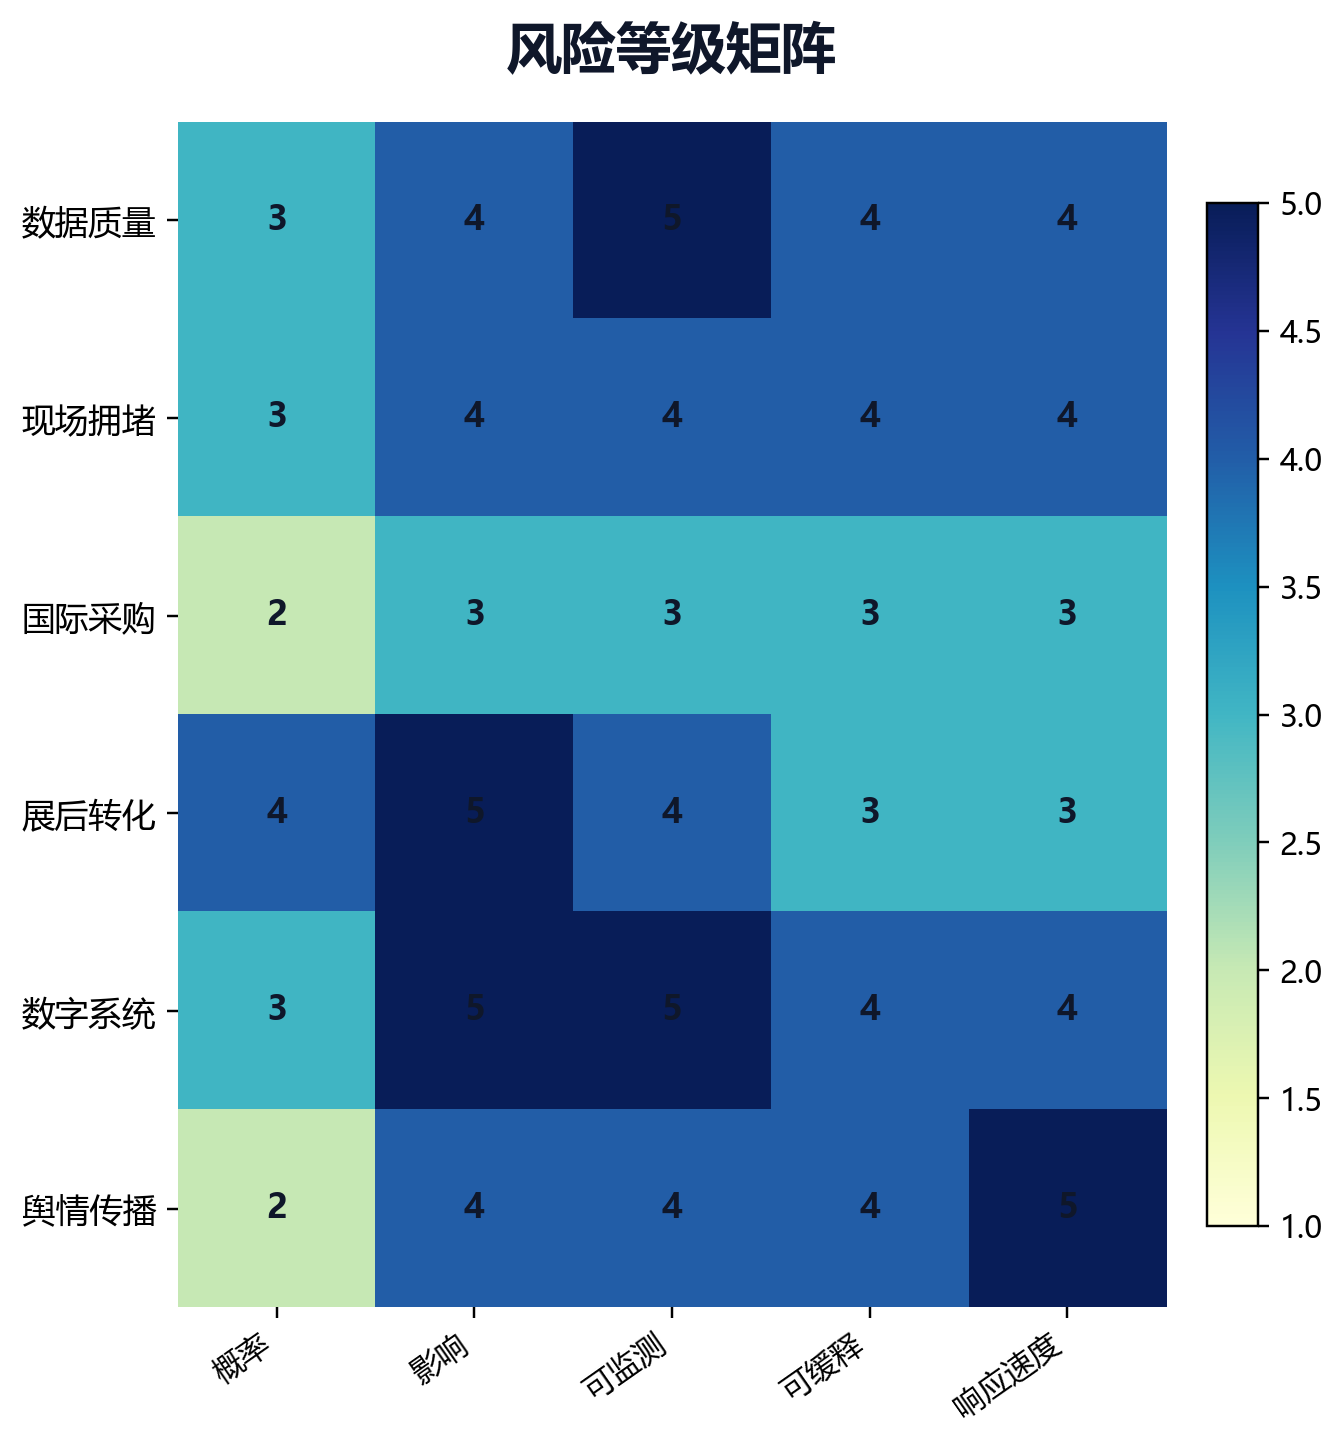 风险等级矩阵
数据质量 3 4 5 4 4
现场拥堵 3 4 4 4 4
国际采购 2 3 3 3 3
展后转化 4 5 4 3 3
数字系统 3 5 5 4 4
舆情传播 2 4 4 4 5
概率 影响 可监测 可缓释 响应速度
5.0
4.5
4.0
3.5
3.0
2.5
2.0
1.5
1.0